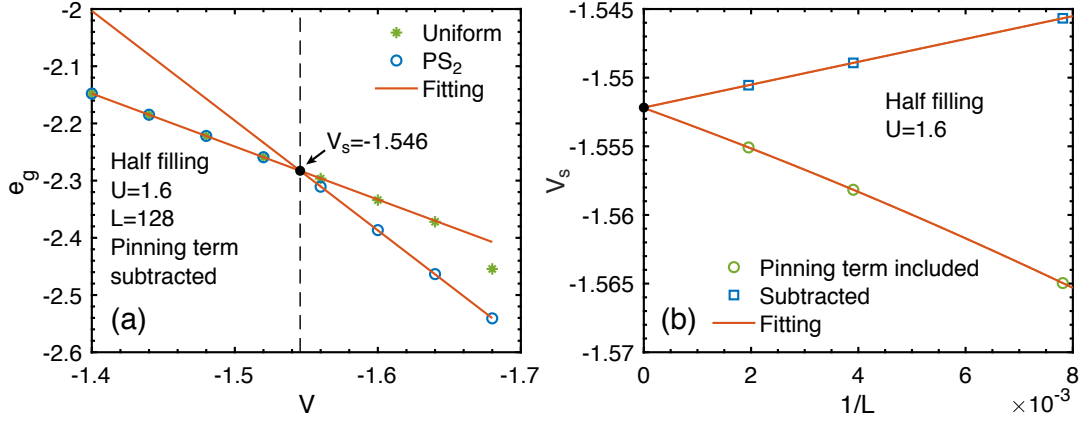 -2
-2.1
-2.2
-2.3
-2.4
-2.5
-2.6
e_g
-1.4
-1.5
-1.6
-1.7
V
Uniform
PS₂
Fitting
V_s=-1.546
Half filling
U=1.6
L=128
Pinning term
subtracted
(a)
-1.545
-1.55
-1.555
-1.56
-1.565
-1.57
V_s
0
2
4
6
8
×10⁻³
1/L
Half filling
U=1.6
Pinning term included
Subtracted
Fitting
(b)